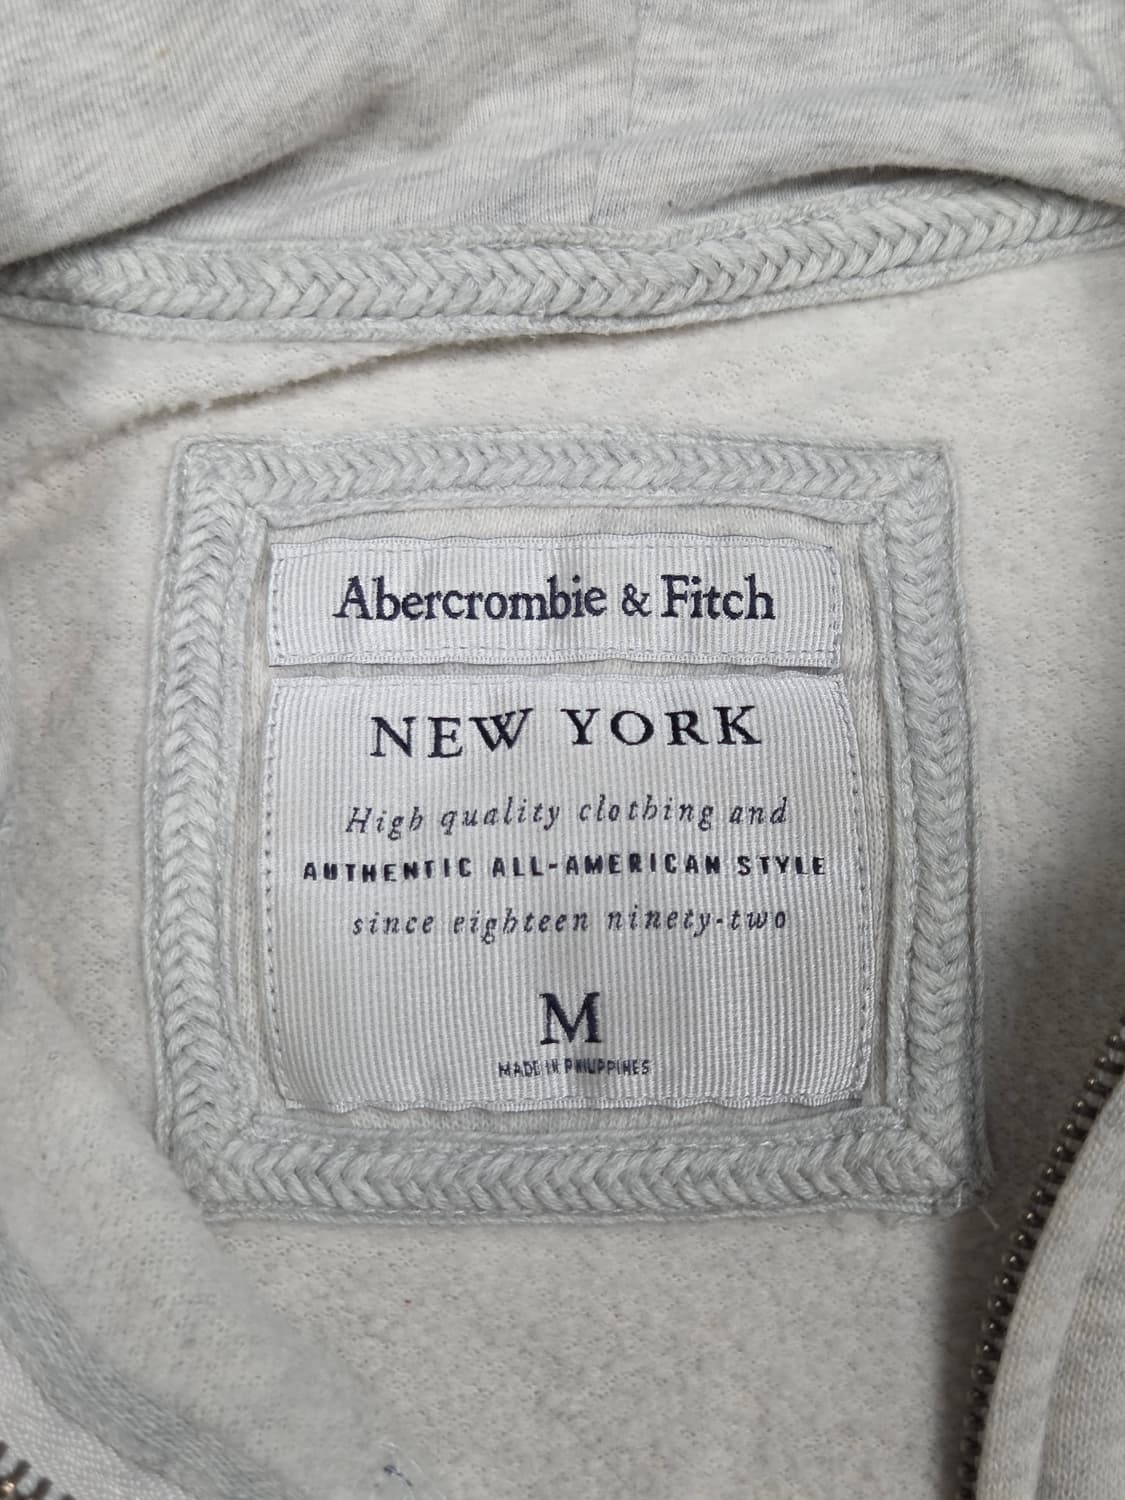 Abercrombie & Fitch
NEW YORK
High quality clothing and
AUTHENTIC ALL-AMERICAN STYLE
since eighteen ninety-two
M
MADE IN PHILIPPINES